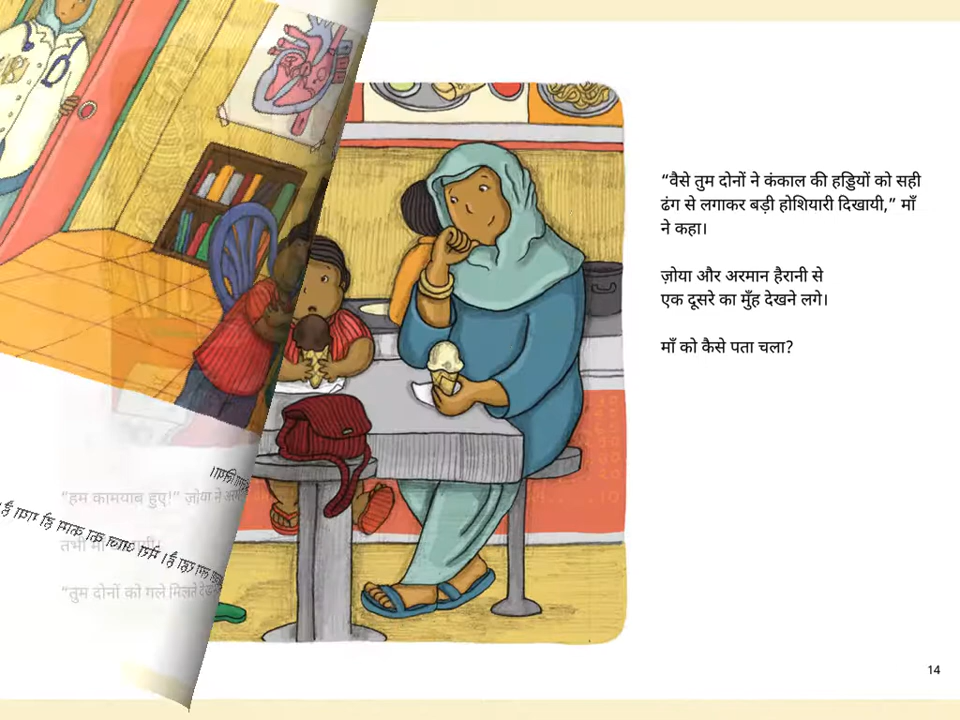 “वैसे तुम दोनों ने कंकाल की हड्डियों को सही
ढंग से लगाकर बड़ी होशियारी दिखायी,” माँ
ने कहा।
ज़ोया और अरमान हैरानी से
एक दूसरे का मुँह देखने लगे।
माँ को कैसे पता चला?
“हम कामयाब हुए!” ज़ोया ने
तभी माँ
“तुम दोनों को गले मिलते
14